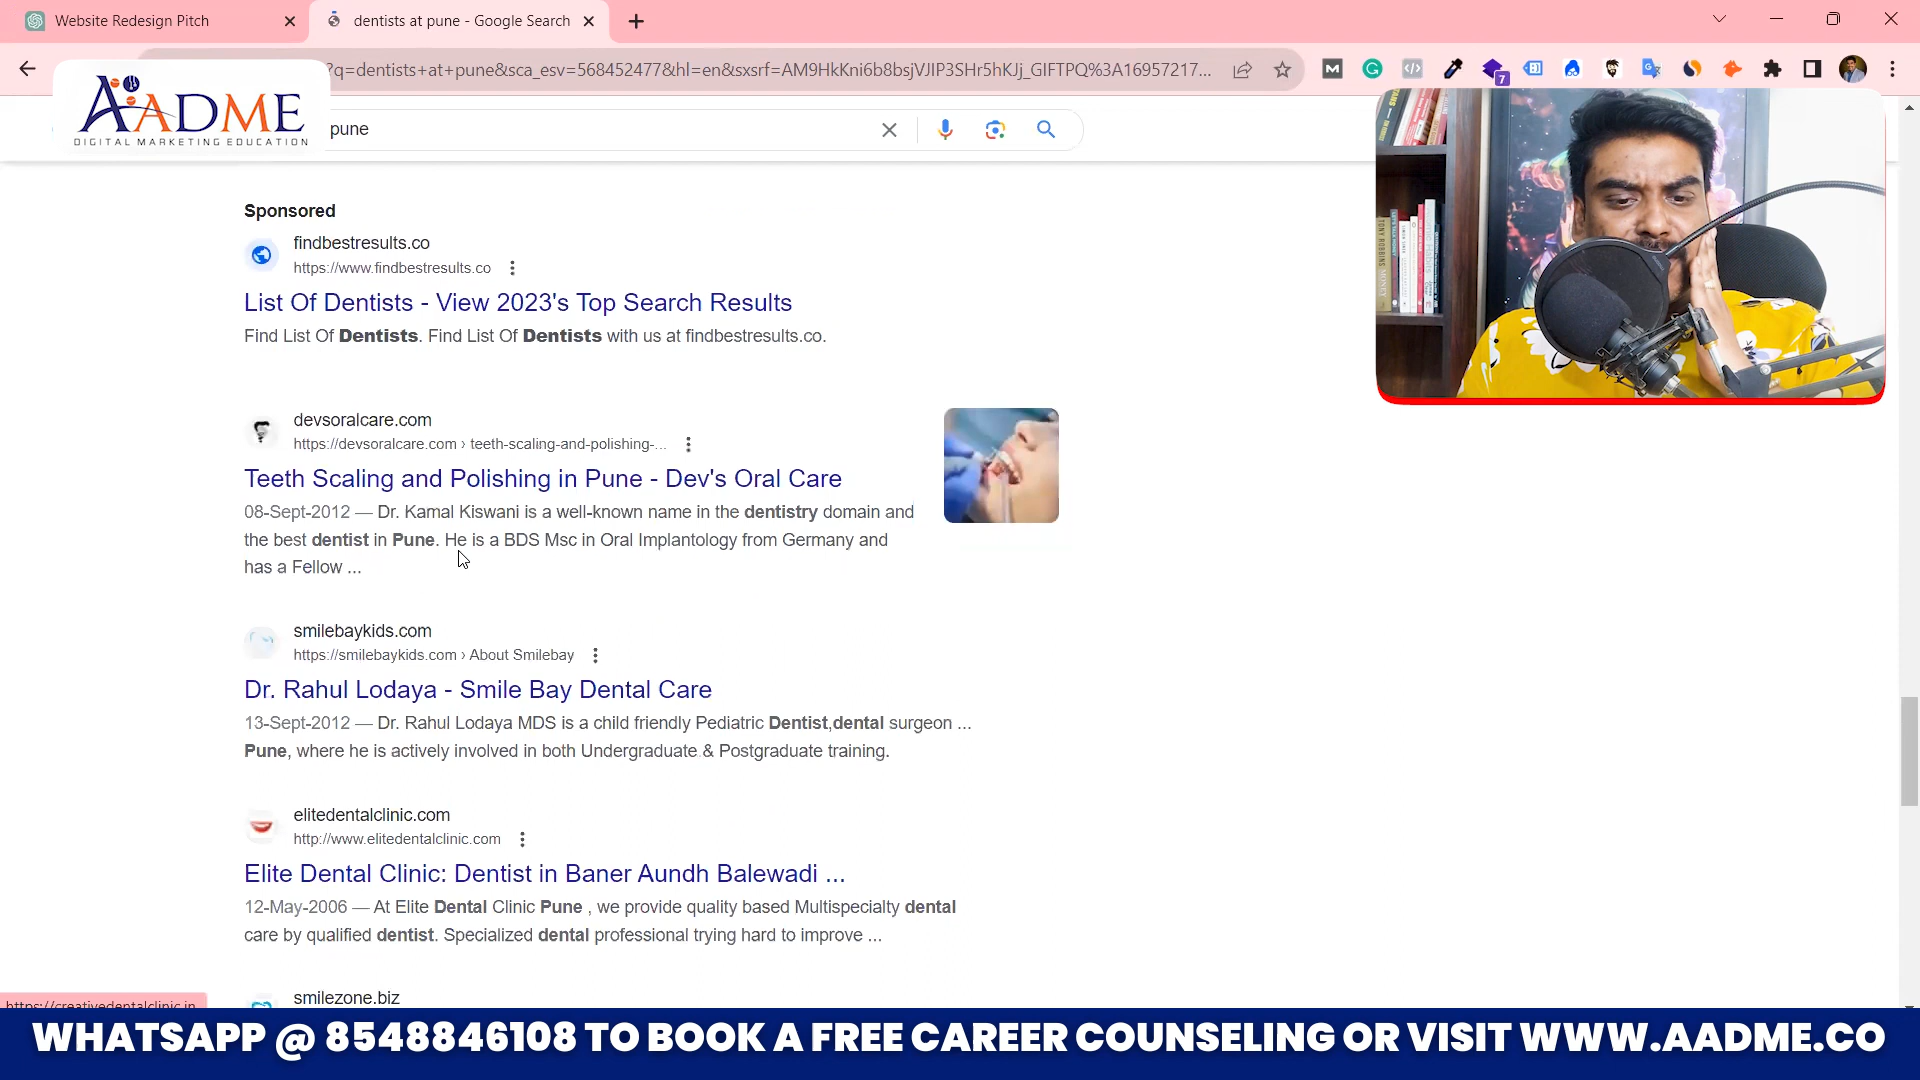 Website Redesign Pitch
dentists at pune - Google Search
?q=dentists+at+pune&sca_esv=568452477&hl=en&sxsrf=AM9HkKni6b8bsjVJIP3SHr5hKJj_GIFTPQ%3A16957217...
7
AADME
DIGITAL MARKETING EDUCATION
pune
Sponsored
findbestresults.co
https://www.findbestresults.co
List Of Dentists - View 2023's Top Search Results
Find List Of Dentists. Find List Of Dentists with us at findbestresults.co.
devsoralcare.com
https://devsoralcare.com › teeth-scaling-and-polishing-...
Teeth Scaling and Polishing in Pune - Dev's Oral Care
08-Sept-2012 — Dr. Kamal Kiswani is a well-known name in the dentistry domain and
the best dentist in Pune. He is a BDS Msc in Oral Implantology from Germany and
has a Fellow ...
smilebaykids.com
https://smilebaykids.com › About Smilebay
Dr. Rahul Lodaya - Smile Bay Dental Care
13-Sept-2012 — Dr. Rahul Lodaya MDS is a child friendly Pediatric Dentist,dental surgeon ...
Pune, where he is actively involved in both Undergraduate & Postgraduate training.
elitedentalclinic.com
http://www.elitedentalclinic.com
Elite Dental Clinic: Dentist in Baner Aundh Balewadi ...
12-May-2006 — At Elite Dental Clinic Pune , we provide quality based Multispecialty dental
care by qualified dentist. Specialized dental professional trying hard to improve ...
smilezone.biz
https://creativedentalclinic.in
WHATSAPP @ 8548846108 TO BOOK A FREE CAREER COUNSELING OR VISIT WWW.AADME.CO